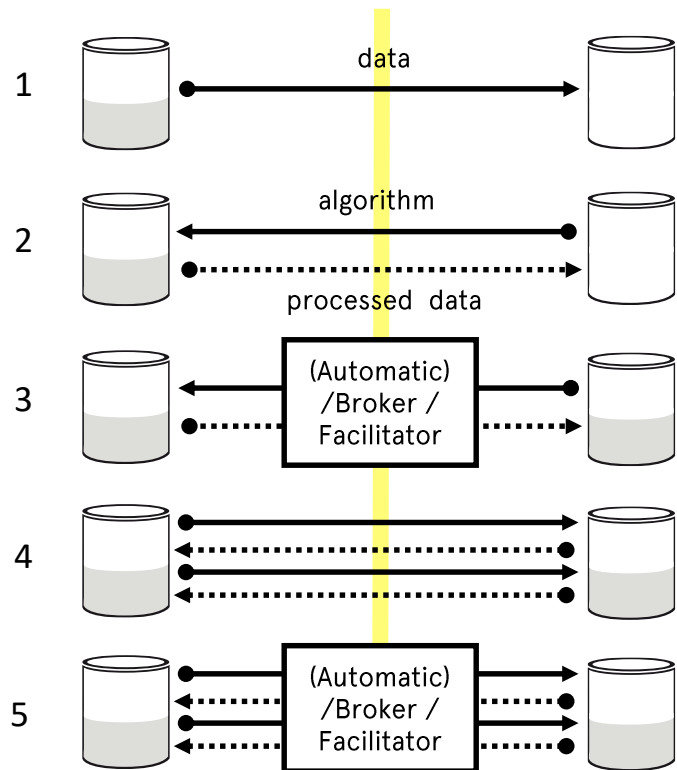 1
data
2
algorithm
processed data
3
(Automatic)
/Broker /
Facilitator
4
5
(Automatic)
/Broker /
Facilitator